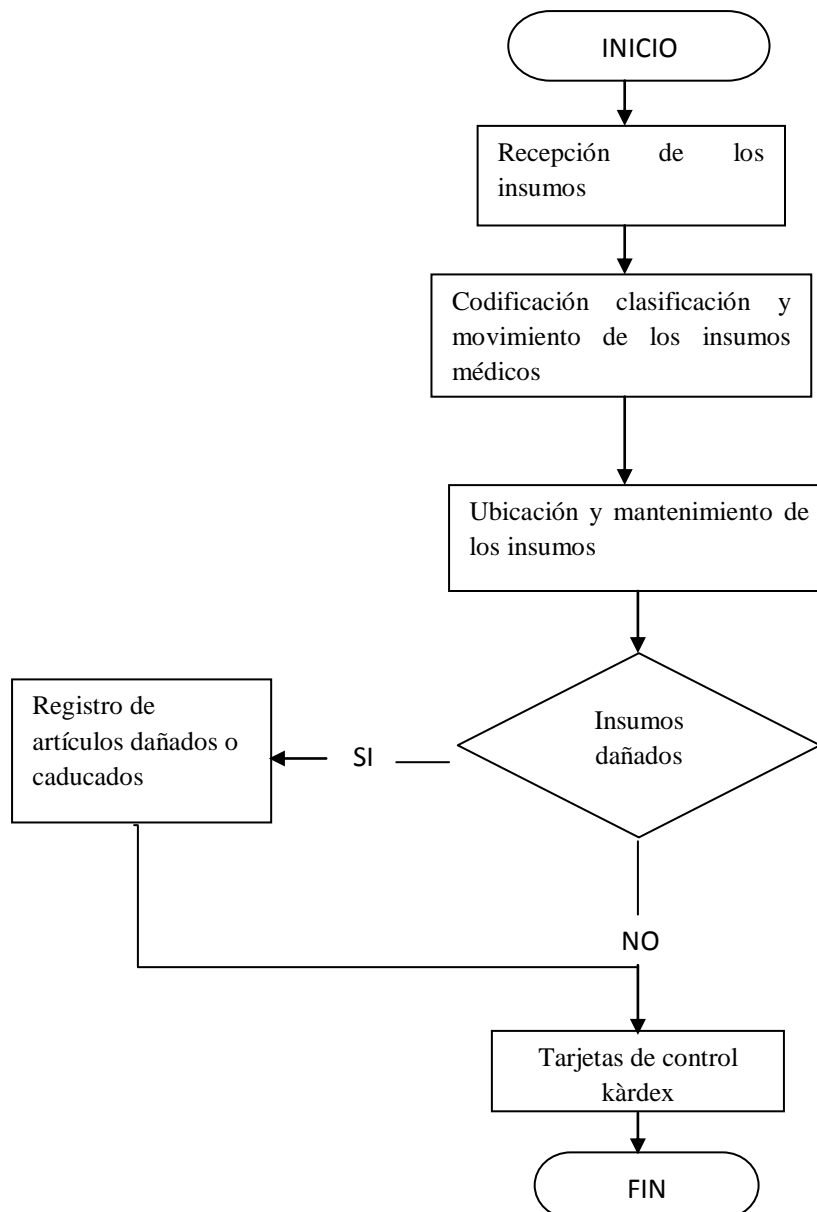 INICIO
Recepción de los
insumos
Codificación clasificación y
movimiento de los insumos
médicos
Ubicación y mantenimiento de
los insumos
Insumos
dañados
SI
Registro de
artículos dañados o
caducados
NO
Tarjetas de control
kàrdex
FIN